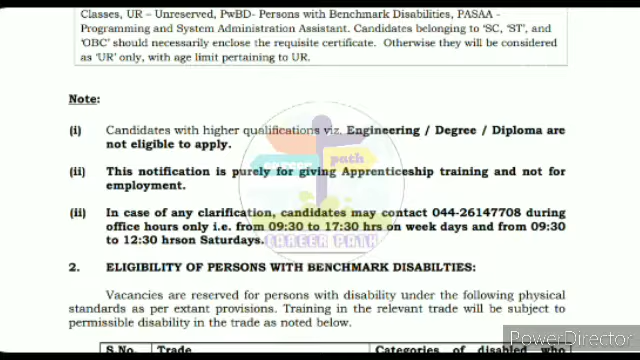 Classes, UR – Unreserved, PwBD- Persons with Benchmark Disabilities, PASAA -
Programming and System Administration Assistant. Candidates belonging to 'SC, 'ST', and
'OBC' should necessarily enclose the requisite certificate. Otherwise they will be considered
as 'UR' only, with age limit pertaining to UR.
Note:
(i) Candidates with higher qualifications viz. Engineering / Degree / Diploma are
not eligible to apply.
(ii) This notification is purely for giving Apprenticeship training and not for
employment.
(ii) In case of any clarification, candidates may contact 044-26147708 during
office hours only i.e. from 09:30 to 17:30 hrs on week days and from 09:30
to 12:30 hrson Saturdays.
path
CAREER PATH
2. ELIGIBILITY OF PERSONS WITH BENCHMARK DISABILTIES:
Vacancies are reserved for persons with disability under the following physical
standards as per extant provisions. Training in the relevant trade will be subject to
permissible disability in the trade as noted below.
PowerDirector
S.No. Trade Categories of disabled who